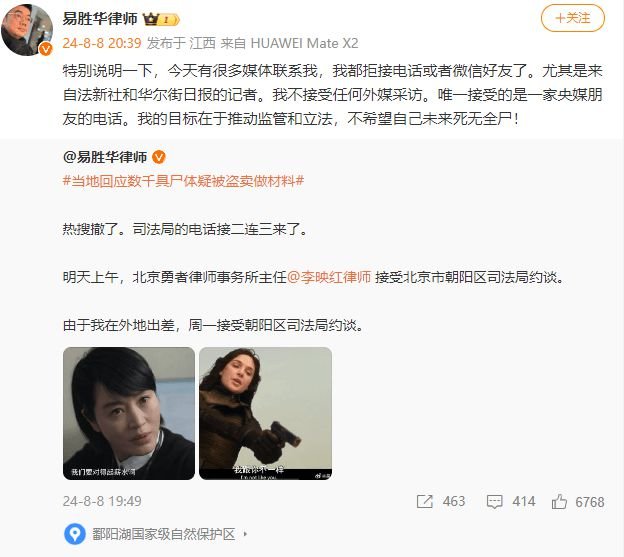 易胜华律师
1
+关注
24-8-8 20:39 发布于 江西 来自 HUAWEI Mate X2
特别说明一下,今天有很多媒体联系我,我都拒接电话或者微信好友了。尤其是来
自法新社和华尔街日报的记者。我不接受任何外媒采访。唯一接受的是一家央媒朋
友的电话。我的目标在于推动监管和立法,不希望自己未来死无全尸!
@易胜华律师
#当地回应数千具尸体疑被盗卖做材料#
热搜撤了。司法局的电话接二连三来了。
明天上午,北京勇者律师事务所主任@李映红律师 接受北京市朝阳区司法局约谈。
由于我在外地出差,周一接受朝阳区司法局约谈。
我们要对得起薪水啊
我跟你不一样
I'm not like you.
24-8-8 19:49
463
414
6768
鄱阳湖国家级自然保护区